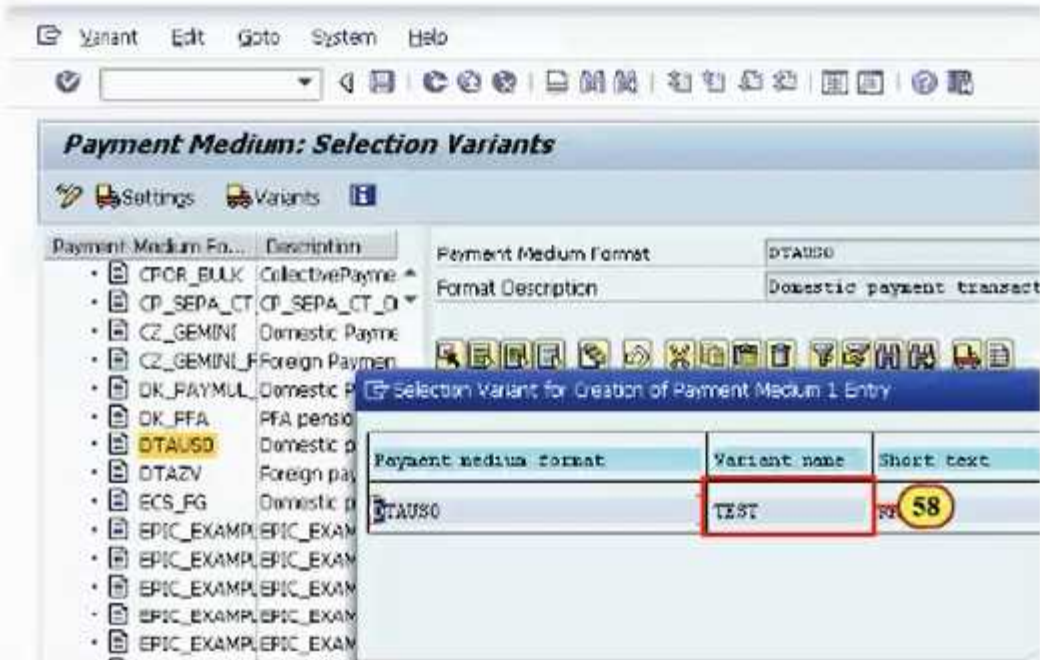 Variant Edit Goto System Help
Payment Medium: Selection Variants
Settings Variants
Payment Medium Fo... Description
CFOR_BULK CollectivePayme
CP_SEPA_CT CP_SEPA_CT_O
CZ_GEMINI Domestic Payme
CZ_GEMINI_F Foreign Paymen
DK_PAYMUL_ Domestic P
DK_PFA PFA pensio
DTAUS0 Domestic p
DTAZV Foreign pay
ECS_FG Domestic p
EPIC_EXAMPL EPIC_EXAM
EPIC_EXAMPL EPIC_EXAM
EPIC_EXAMPL EPIC_EXAM
EPIC_EXAMPL EPIC_EXAM
EPIC_EXAMPL EPIC_EXAM
Payment Medium Format DTAUS0
Format Description Domestic payment transact
Selection Variant for Creation of Payment Medium 1 Entry
Payment medium format Variant name Short text
DTAUS0 TEST
58